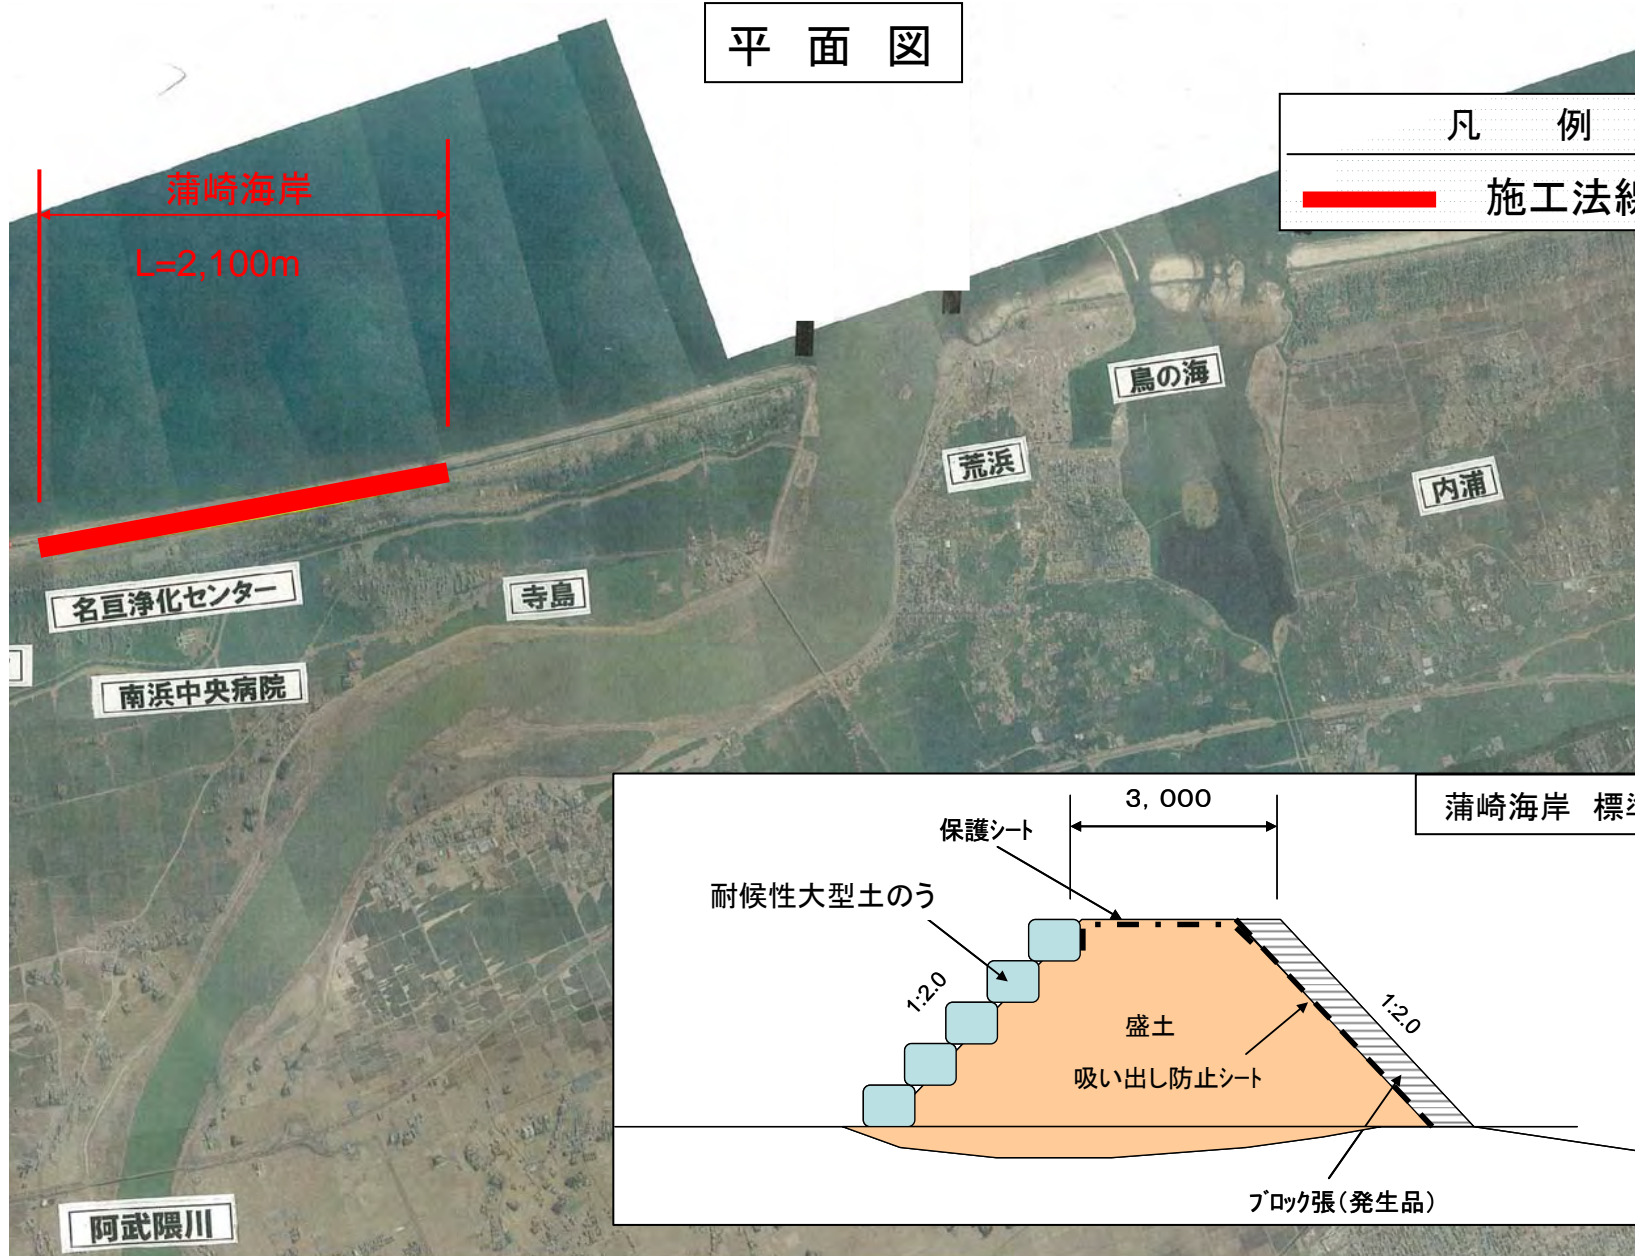 平面図
凡 例
施工法線
蒲崎海岸
L=2,100m
鳥の海
荒浜
内浦
名亘浄化センター
寺島
南浜中央病院
阿武隈川
蒲崎海岸 標準
3,000
保護シート
耐候性大型土のう
1:2.0
盛土
1:2.0
吸い出し防止シート
ブロック張(発生品)